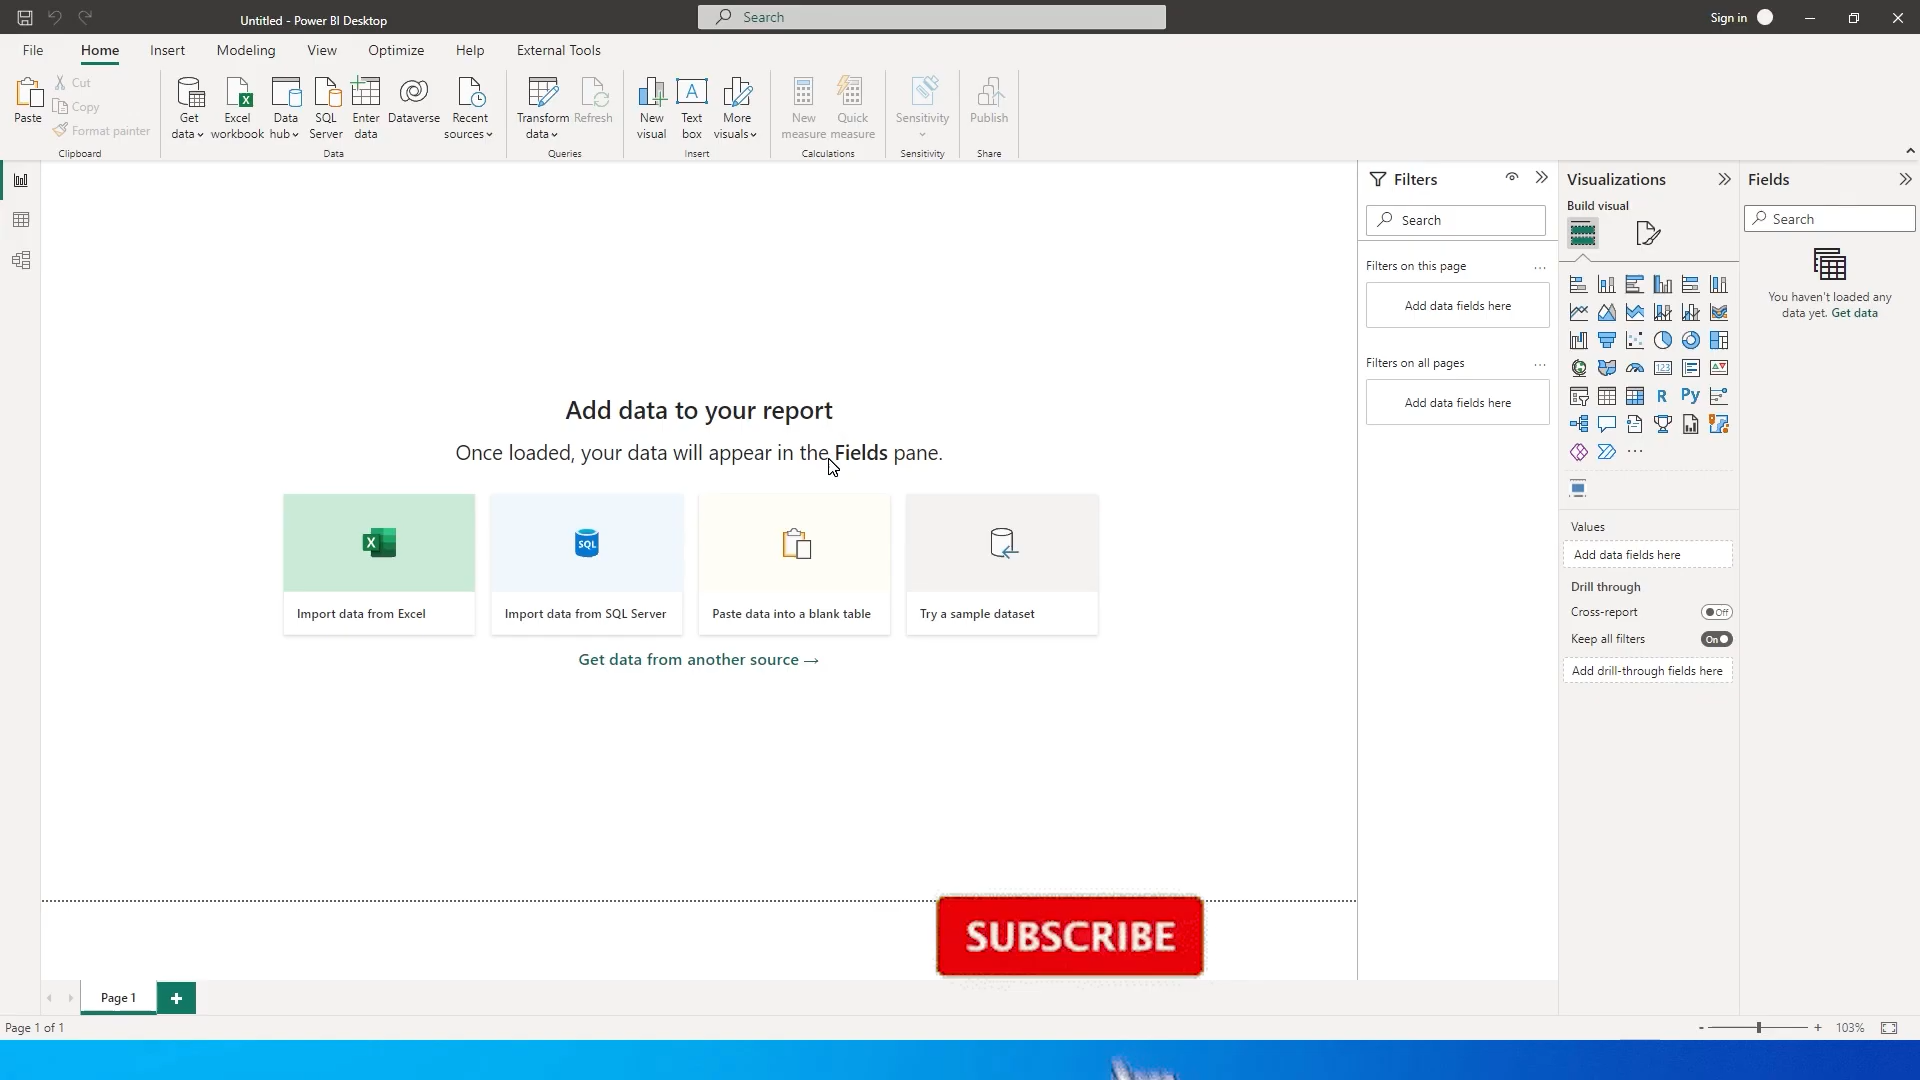 Untitled - Power BI Desktop
Search
Sign in
File Home Insert Modeling View Optimize Help External Tools
Paste
Cut
Copy
Format painter
Clipboard
Get data
Excel workbook
Data hub
SQL Server
Enter data
Dataverse
Recent sources
Data
Transform data
Refresh
Queries
New visual
Text box
More visuals
Insert
New measure
Quick measure
Calculations
Sensitivity
Sensitivity
Publish
Share
Add data to your report
Once loaded, your data will appear in the Fields pane.
X
SQL
Import data from Excel
Import data from SQL Server
Paste data into a blank table
Try a sample dataset
Get data from another source →
SUBSCRIBE
Filters
Search
Filters on this page ...
Add data fields here
Filters on all pages ...
Add data fields here
Visualizations
Build visual
123
R Py
...
Values
Add data fields here
Drill through
Cross-report Off
Keep all filters On
Add drill-through fields here
Fields
Search
You haven't loaded any
data yet. Get data
Page 1
+
Page 1 of 1
- + 103%